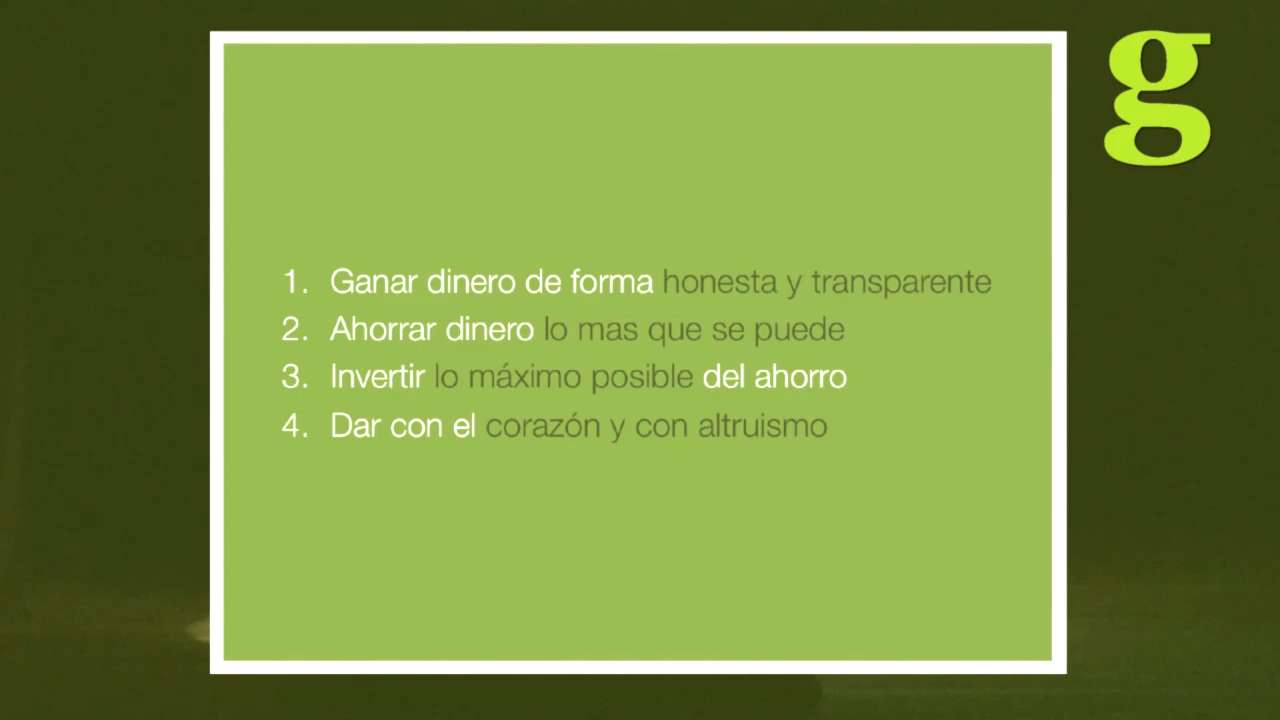 g
1. Ganar dinero de forma honesta y transparente
2. Ahorrar dinero lo mas que se puede
3. Invertir lo máximo posible del ahorro
4. Dar con el corazón y con altruismo